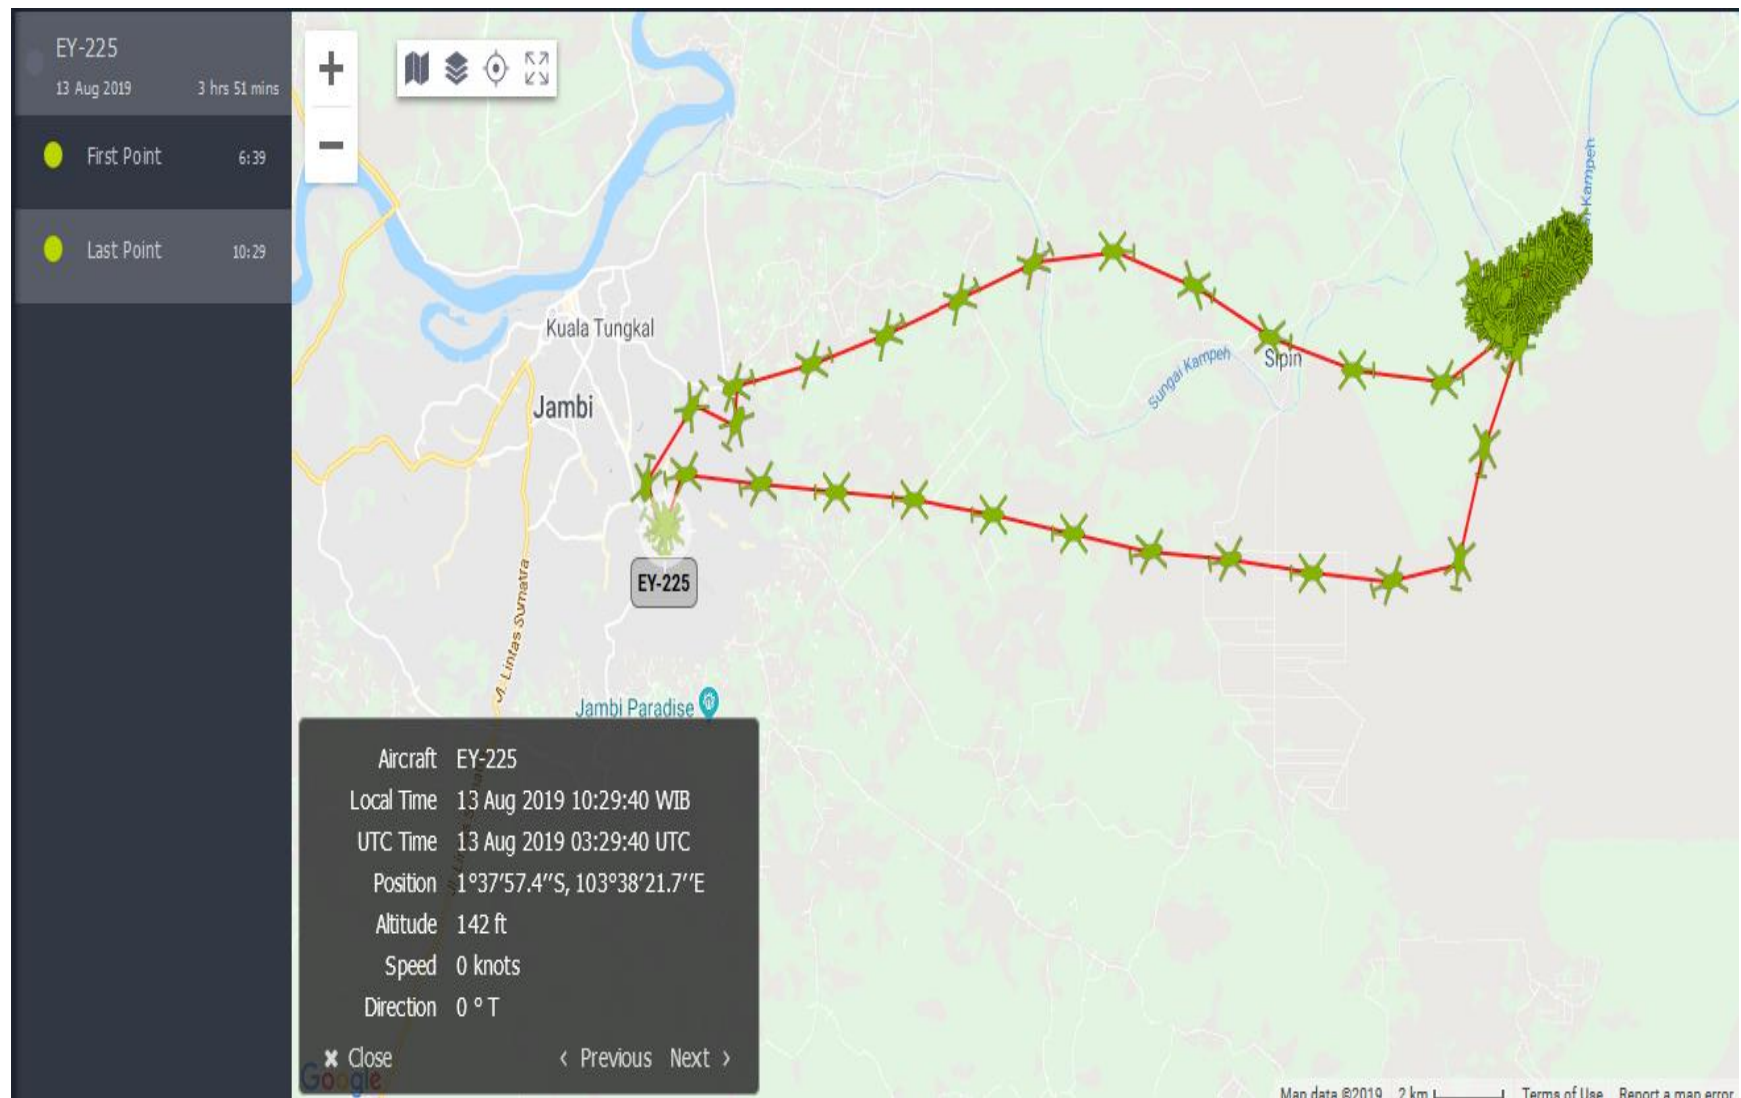 EY-225
13 Aug 2019 3 hrs 51 mins
First Point 6:39
Last Point 10:29
+
−
Kuala Tungkal
Jambi
Sungai Kampeh
Sipin
Kampeh
EY-225
Jl. Lintas Sumatra
Jambi Paradise
Aircraft EY-225
Local Time 13 Aug 2019 10:29:40 WIB
UTC Time 13 Aug 2019 03:29:40 UTC
Position 1°37'57.4''S, 103°38'21.7''E
Altitude 142 ft
Speed 0 knots
Direction 0 ° T
✖ Close ‹ Previous Next ›
Google
Map data ©2019 2 km Terms of Use Report a map error